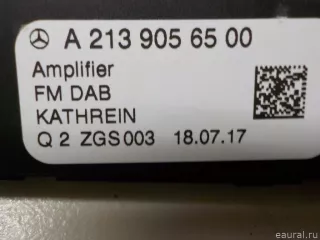 A 213 905 65 00
Amplifier
FM DAB
KATHREIN
Q 2 ZGS003 18.07.17
© eaural.ru